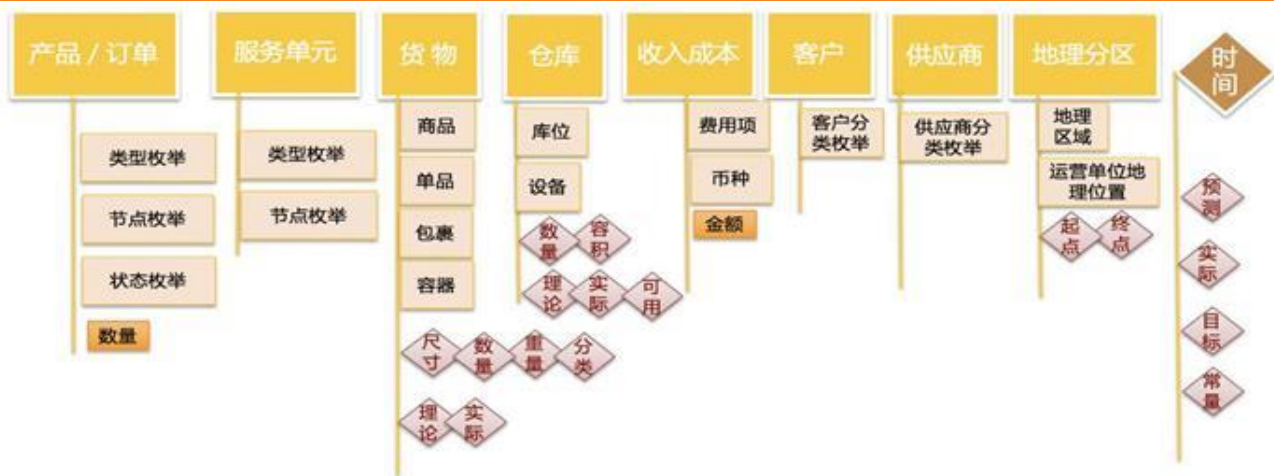 产品 / 订单
类型枚举
节点枚举
状态枚举
数量
服务单元
类型枚举
节点枚举
货 物
商品
单品
包裹
容器
尺寸
数量
重量
分类
理论
实际
仓库
库位
设备
数量
容积
理论
实际
可用
收入成本
费用项
币种
金额
客户
客户分
类枚举
供应商
供应商分
类枚举
地理分区
地理
区域
运营单位地
理位置
起点
终点
时间
预测
实际
目标
常量